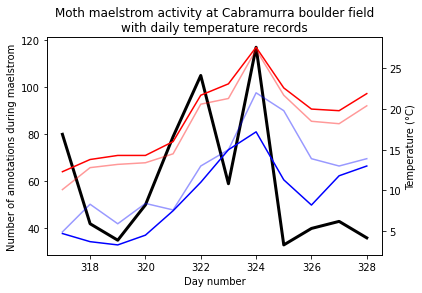 Moth maelstrom activity at Cabramurra boulder field
with daily temperature records
Number of annotations during maelstrom
120
100
80
60
40
25
20
15
10
5
Temperature (°C)
318 320 322 324 326 328
Day number